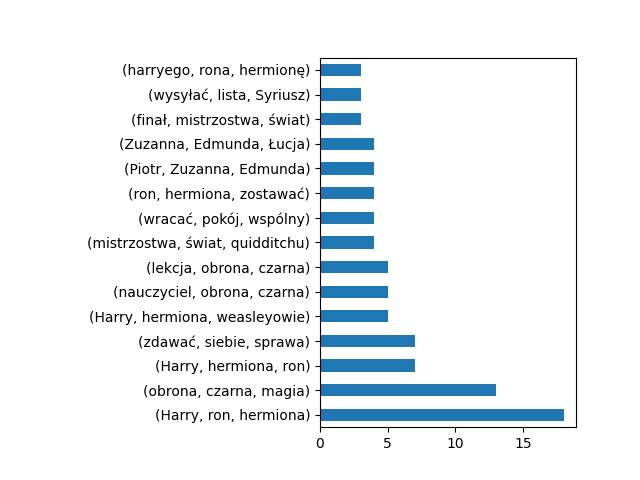 (harryego, rona, hermionę)
(wysyłać, lista, Syriusz)
(finał, mistrzostwa, świat)
(Zuzanna, Edmunda, Łucja)
(Piotr, Zuzanna, Edmunda)
(ron, hermiona, zostawać)
(wracać, pokój, wspólny)
(mistrzostwa, świat, quidditchu)
(lekcja, obrona, czarna)
(nauczyciel, obrona, czarna)
(Harry, hermiona, weasleyowie)
(zdawać, siebie, sprawa)
(Harry, hermiona, ron)
(obrona, czarna, magia)
(Harry, ron, hermiona)
0 5 10 15